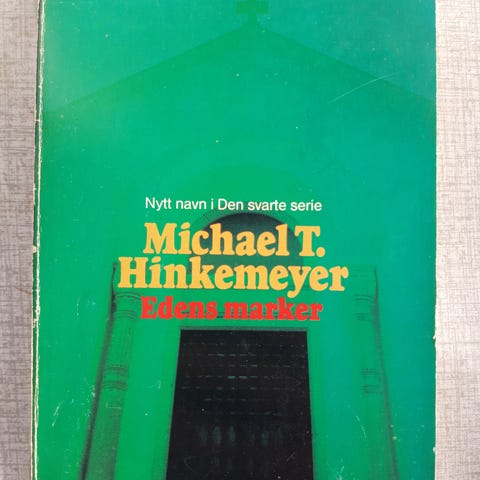 Nytt navn i Den svarte serie
Michael T.
Hinkemeyer
Edens marker